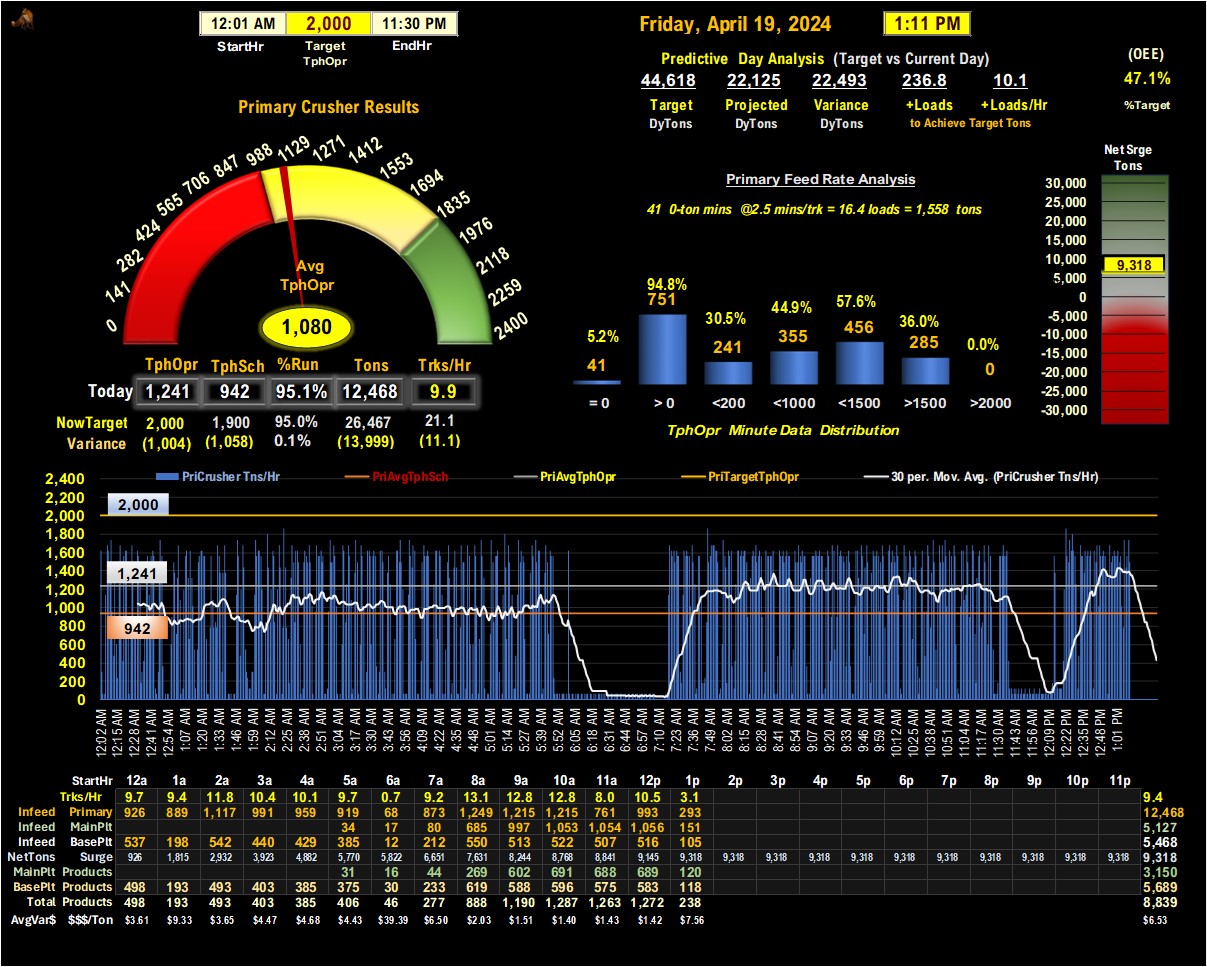 12:01 AM 2,000 11:30 PM
StartHr Target TphOpr EndHr
Friday, April 19, 2024 1:11 PM
Predictive Day Analysis (Target vs Current Day)
44,618 22,125 22,493 236.8 10.1
Target Projected Variance +Loads +Loads/Hr
DyTons DyTons DyTons to Achieve Target Tons
(OEE)
47.1%
%Target
Primary Crusher Results
0 141 282 424 565 706 847 988 1129 1271 1412 1553 1694 1835 1976 2118 2259 2400
Avg
TphOpr
1,080
TphOpr TphSch %Run Tons Trks/Hr
Today 1,241 942 95.1% 12,468 9.9
NowTarget 2,000 1,900 95.0% 26,467 21.1
Variance (1,004) (1,058) 0.1% (13,999) (11.1)
Primary Feed Rate Analysis
41 0-ton mins @2.5 mins/trk = 16.4 loads = 1,558 tons
5.2% 94.8% 30.5% 44.9% 57.6% 36.0% 0.0%
41 751 241 355 456 285 0
= 0 > 0 <200 <1000 <1500 >1500 >2000
TphOpr Minute Data Distribution
Net Srge
Tons
30,000
25,000
20,000
15,000
10,000
9,318
5,000
0
-5,000
-10,000
-15,000
-20,000
-25,000
-30,000
PriCrusher Tns/Hr PriAvgTphSch PriAvgTphOpr PriTargetTphOpr 30 per. Mov. Avg. (PriCrusher Tns/Hr)
2,400
2,200
2,000
1,800
1,600
1,400
1,200
1,000
800
600
400
200
0
2,000
1,241
942
12:02 AM 12:15 AM 12:28 AM 12:41 AM 12:54 AM 1:07 AM 1:20 AM 1:33 AM 1:46 AM 1:59 AM 2:12 AM 2:25 AM 2:38 AM 2:51 AM 3:04 AM 3:17 AM 3:30 AM 3:43 AM 3:56 AM 4:09 AM 4:22 AM 4:35 AM 4:48 AM 5:01 AM 5:14 AM 5:27 AM 5:39 AM 5:52 AM 6:05 AM 6:18 AM 6:31 AM 6:44 AM 6:57 AM 7:10 AM 7:23 AM 7:36 AM 7:49 AM 8:02 AM 8:15 AM 8:28 AM 8:41 AM 8:54 AM 9:07 AM 9:20 AM 9:33 AM 9:46 AM 9:59 AM 10:12 AM 10:25 AM 10:38 AM 10:51 AM 11:04 AM 11:17 AM 11:30 AM 11:43 AM 11:56 AM 12:09 PM 12:22 PM 12:35 PM 12:48 PM 1:01 PM
StartHr 12a 1a 2a 3a 4a 5a 6a 7a 8a 9a 10a 11a 12p 1p 2p 3p 4p 5p 6p 7p 8p 9p 10p 11p
Trks/Hr 9.7 9.4 11.8 10.4 10.1 9.7 0.7 9.2 13.1 12.8 12.8 8.0 10.5 3.1 9.4
Infeed Primary 926 889 1,117 991 959 919 68 873 1,249 1,215 1,215 761 993 293 12,468
Infeed MainPlt 34 17 80 685 997 1,053 1,054 1,056 151 5,127
Infeed BasePlt 537 198 542 440 429 385 12 212 550 513 522 507 516 105 5,468
NetTons Surge 926 1,815 2,932 3,923 4,882 5,770 5,822 6,651 7,631 8,244 8,768 8,841 9,145 9,318 9,318 9,318 9,318 9,318 9,318 9,318 9,318 9,318 9,318 9,318 9,318
MainPlt Products 31 16 44 269 602 691 688 689 120 3,150
BasePlt Products 498 193 493 403 385 375 30 233 619 588 596 575 583 118 5,689
Total Products 498 193 493 403 385 406 46 277 888 1,190 1,287 1,263 1,272 238 8,839
AvgVar$ $$$/Ton $3.61 $9.33 $3.65 $4.47 $4.68 $4.43 $39.39 $6.50 $2.03 $1.51 $1.40 $1.43 $1.42 $7.56 $6.53